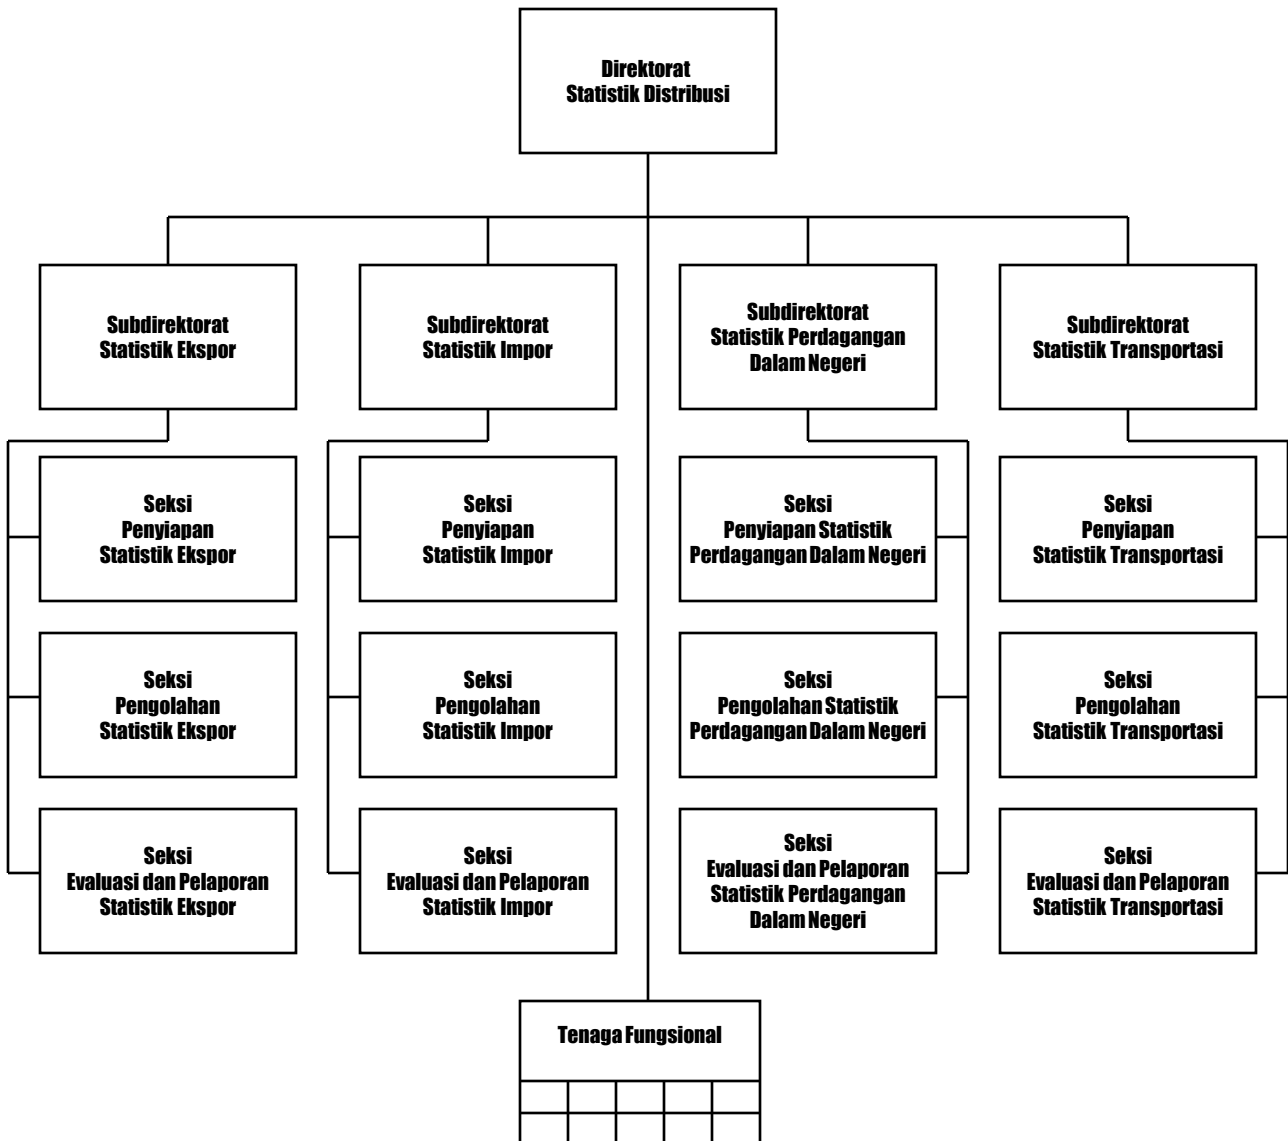 Direktorat
Statistik Distribusi
Subdirektorat
Statistik Ekspor
Subdirektorat
Statistik Impor
Subdirektorat
Statistik Perdagangan
Dalam Negeri
Subdirektorat
Statistik Transportasi
Seksi
Penyiapan
Statistik Ekspor
Seksi
Penyiapan
Statistik Impor
Seksi
Penyiapan Statistik
Perdagangan Dalam Negeri
Seksi
Penyiapan
Statistik Transportasi
Seksi
Pengolahan
Statistik Ekspor
Seksi
Pengolahan
Statistik Impor
Seksi
Pengolahan Statistik
Perdagangan Dalam Negeri
Seksi
Pengolahan
Statistik Transportasi
Seksi
Evaluasi dan Pelaporan
Statistik Ekspor
Seksi
Evaluasi dan Pelaporan
Statistik Impor
Seksi
Evaluasi dan Pelaporan
Statistik Perdagangan
Dalam Negeri
Seksi
Evaluasi dan Pelaporan
Statistik Transportasi
Tenaga Fungsional